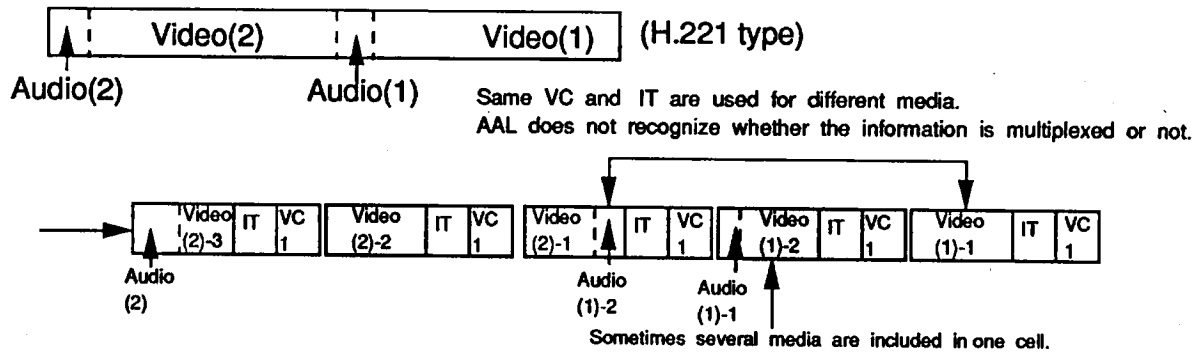 Video(2) Video(1) (H.221 type)
Audio(2) Audio(1)
Same VC and IT are used for different media.
AAL does not recognize whether the information is multiplexed or not.
Video (2)-3 IT VC 1 Video (2)-2 IT VC 1 Video (2)-1 IT VC 1 Video (1)-2 IT VC 1 Video (1)-1 IT VC 1
Audio (2) Audio (1)-2 Audio (1)-1
Sometimes several media are included in one cell.